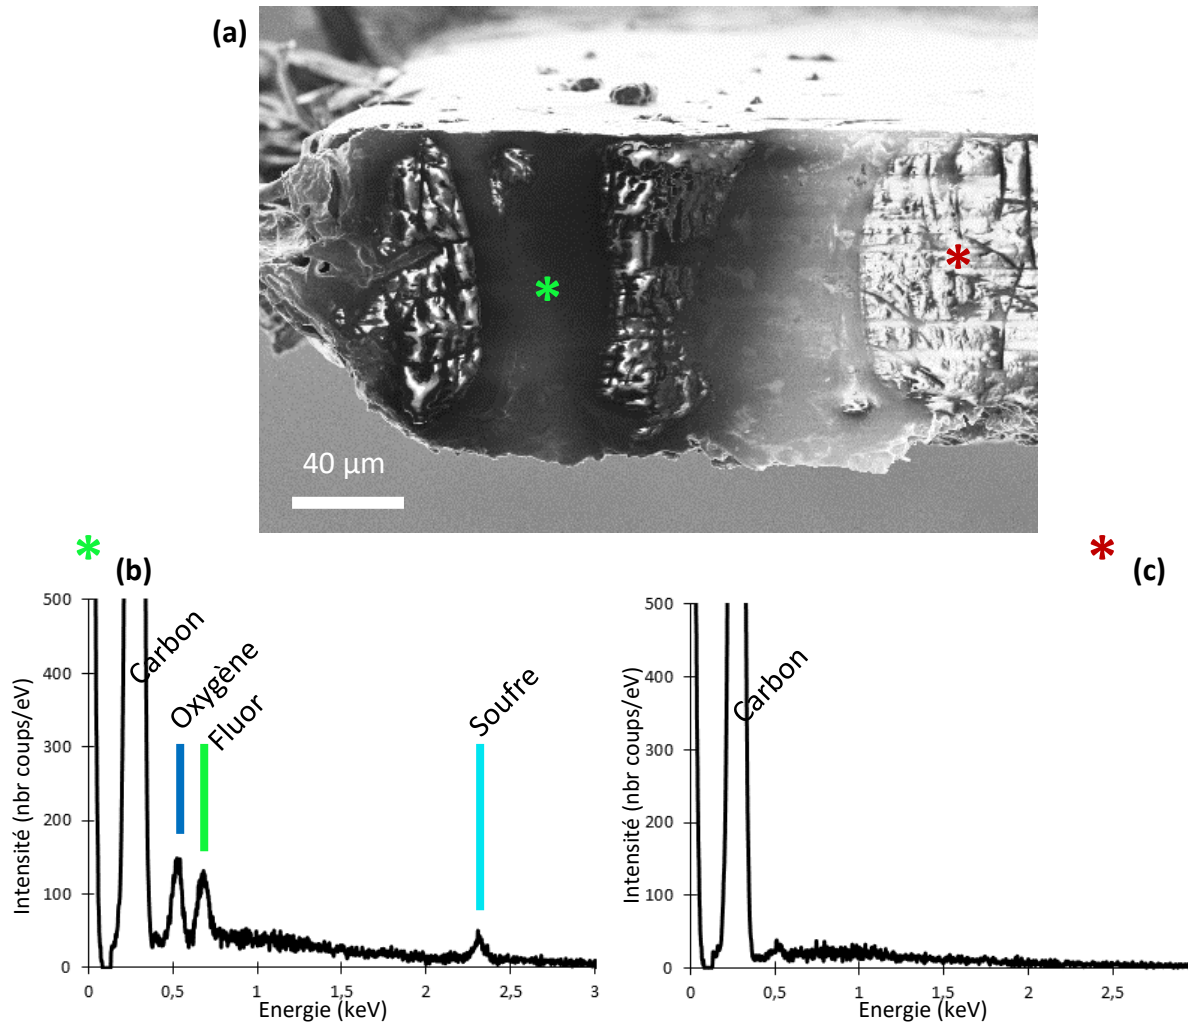 (a)
40 µm
*
*
* (b)
* (c)
Intensité (nbr coups/eV)
500
400
300
200
100
0
Carbon
Oxygène
Fluor
Soufre
0 0,5 1 1,5 2 2,5 3
Energie (keV)
Intensité (nbr coups/eV)
500
400
300
200
100
0
Carbon
0 0,5 1 1,5 2 2,5
Energie (keV)